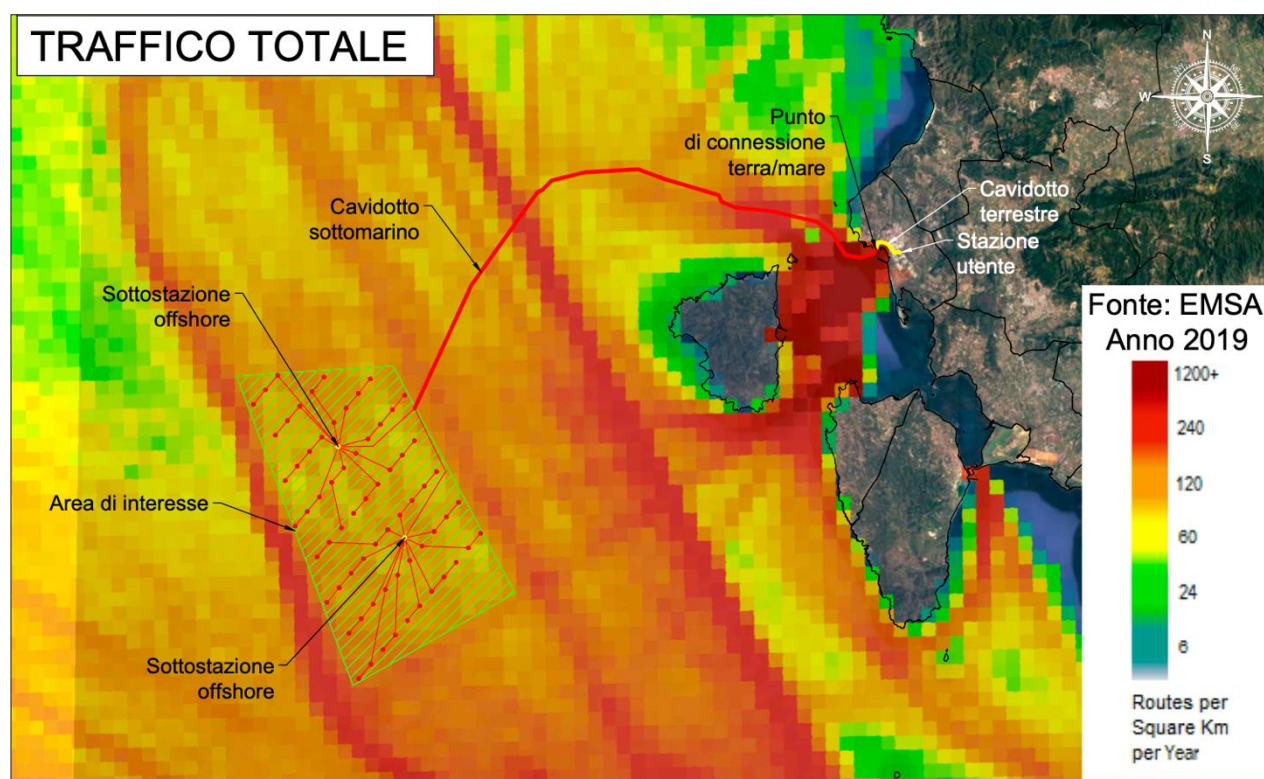 TRAFFICO TOTALE
N
W
E
S
Punto
di connessione
terra/mare
Cavidotto
terrestre
Stazione
utente
Cavidotto
sottomarino
Sottostazione
offshore
Area di interesse
Sottostazione
offshore
Fonte: EMSA
Anno 2019
1200+
240
120
60
24
6
Routes per
Square Km
per Year